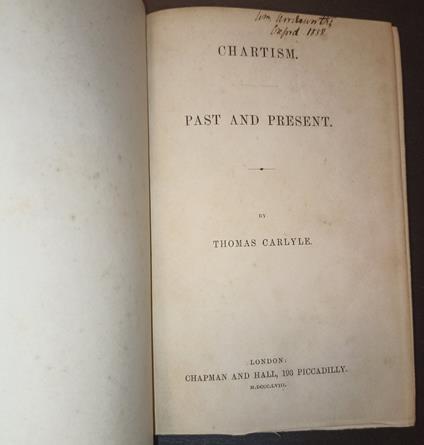 Oxford 1858
CHARTISM.
PAST AND PRESENT.
BY
THOMAS CARLYLE.
LONDON:
CHAPMAN AND HALL, 193 PICCADILLY.
M.DCCC.LVIII.